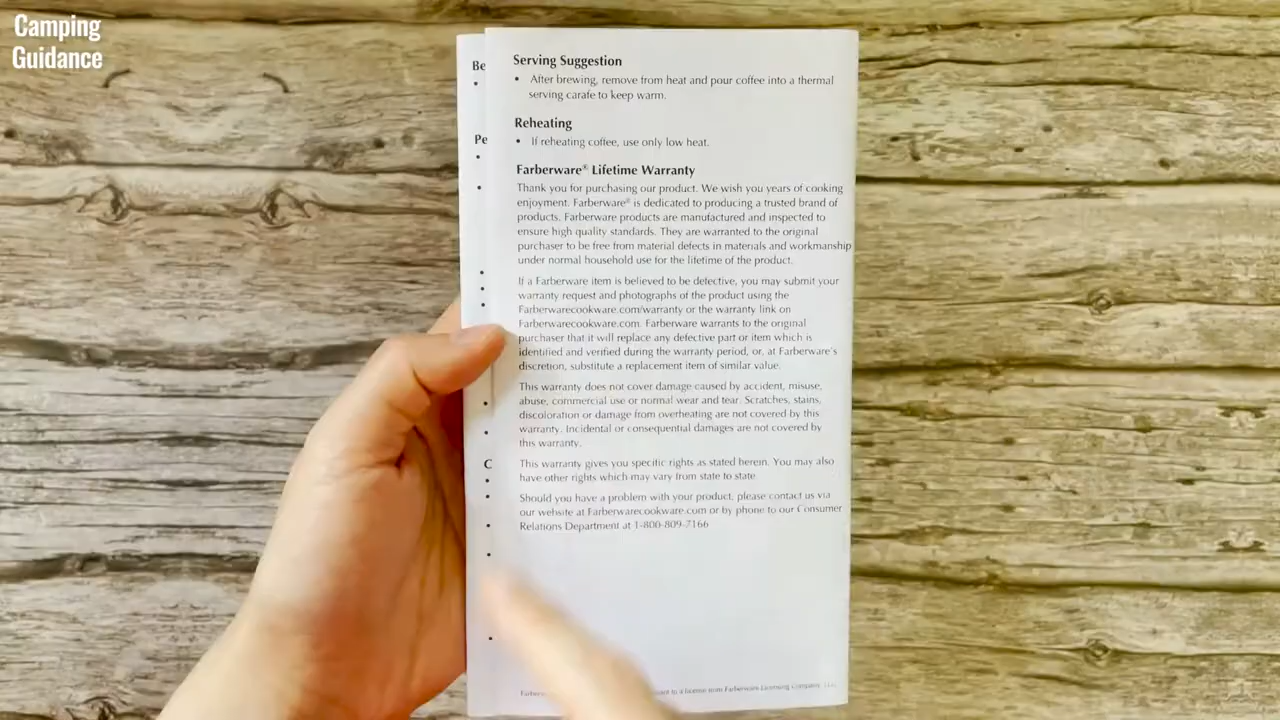 Camping
Guidance
Be
Pe
C
Serving Suggestion
• After brewing, remove from heat and pour coffee into a thermal
serving carafe to keep warm.
Reheating
• If reheating coffee, use only low heat.
Farberware® Lifetime Warranty
Thank you for purchasing our product. We wish you years of cooking
enjoyment. Farberware® is dedicated to producing a trusted brand of
products. Farberware products are manufactured and inspected to
ensure high quality standards. They are warranted to the original
purchaser to be free from material defects in materials and workmanship
under normal household use for the lifetime of the product.
If a Farberware item is believed to be defective, you may submit your
warranty request and photographs of the product using the
Farberwarecookware.com/warranty or the warranty link on
Farberwarecookware.com. Farberware warrants to the original
purchaser that it will replace any defective part or item which is
identified and verified during the warranty period, or, at Farberware's
discretion, substitute a replacement item of similar value.
This warranty does not cover damage caused by accident, misuse,
abuse, commercial use or normal wear and tear. Scratches, stains,
discoloration or damage from overheating are not covered by this
warranty. Incidental or consequential damages are not covered by
this warranty.
This warranty gives you specific rights as stated herein. You may also
have other rights which may vary from state to state
Should you have a problem with your product, please contact us via
our website at Farberwarecookware.com or by phone to our Consumer
Relations Department at 1-800-809-7166
to a license from Farberware Licensing Company, LLC